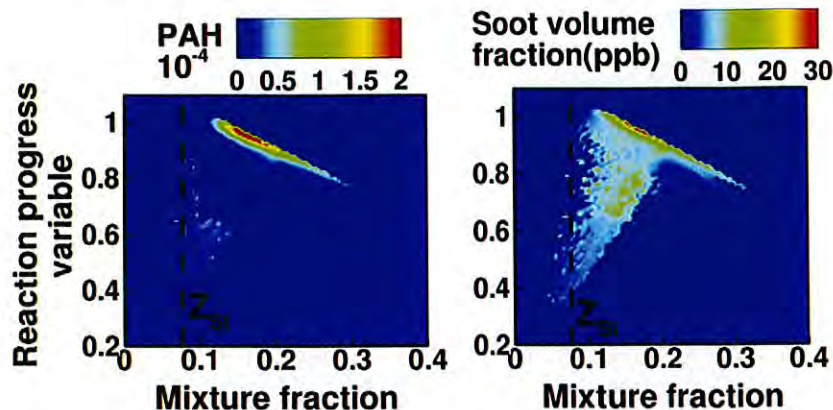 PAH
10-4
0 0.5 1 1.5 2
Soot volume
fraction(ppb)
0 10 20 30
Reaction progress
variable
1
0.8
0.6
0.4
0.2
Zst
0 0.1 0.2 0.3 0.4
Mixture fraction
1
0.8
0.6
0.4
0.2
Zst
0 0.1 0.2 0.3 0.4
Mixture fraction